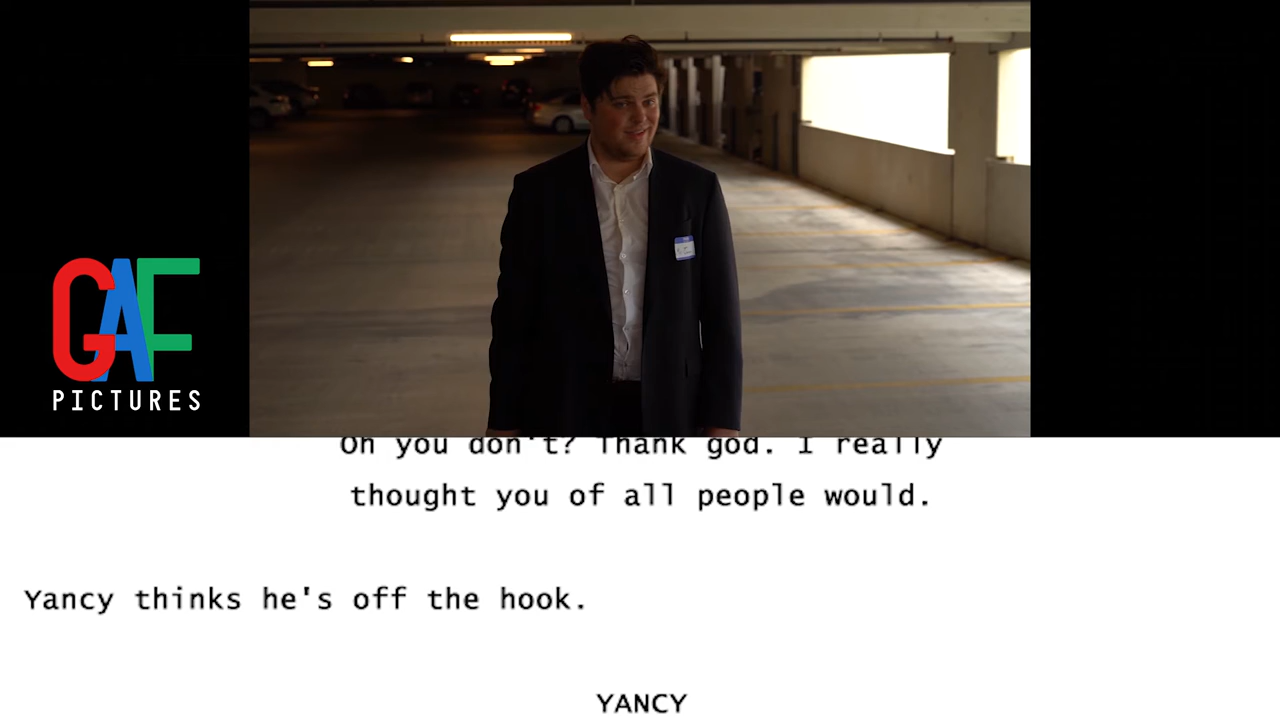 GAF
PICTURES
Oh you don't? Thank god. I really
thought you of all people would.
Yancy thinks he's off the hook.
YANCY